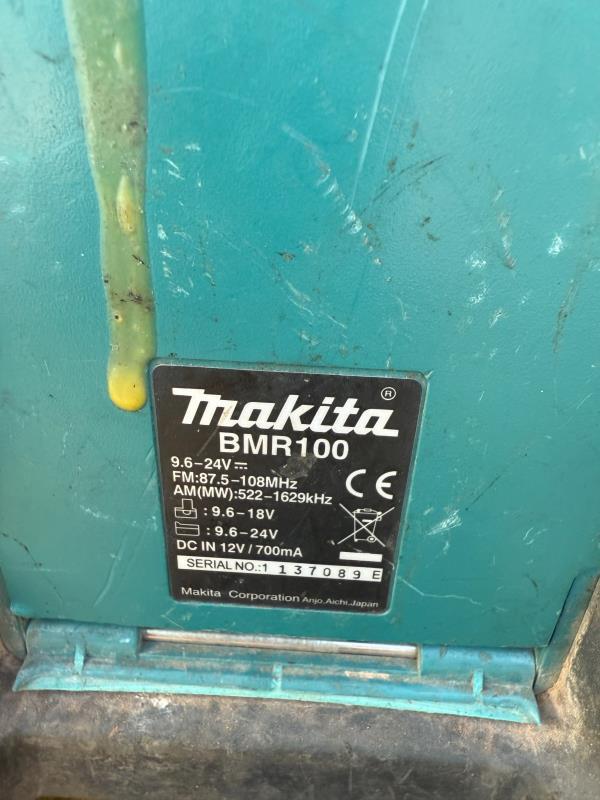 makita ®
BMR100
9.6-24V⎓
FM:87.5-108MHz
AM(MW):522-1629kHz
CE
: 9.6-18V
: 9.6-24V
DC IN 12V/700mA
SERIAL NO.:1 137089 E
Makita Corporation Anjo,Aichi,Japan